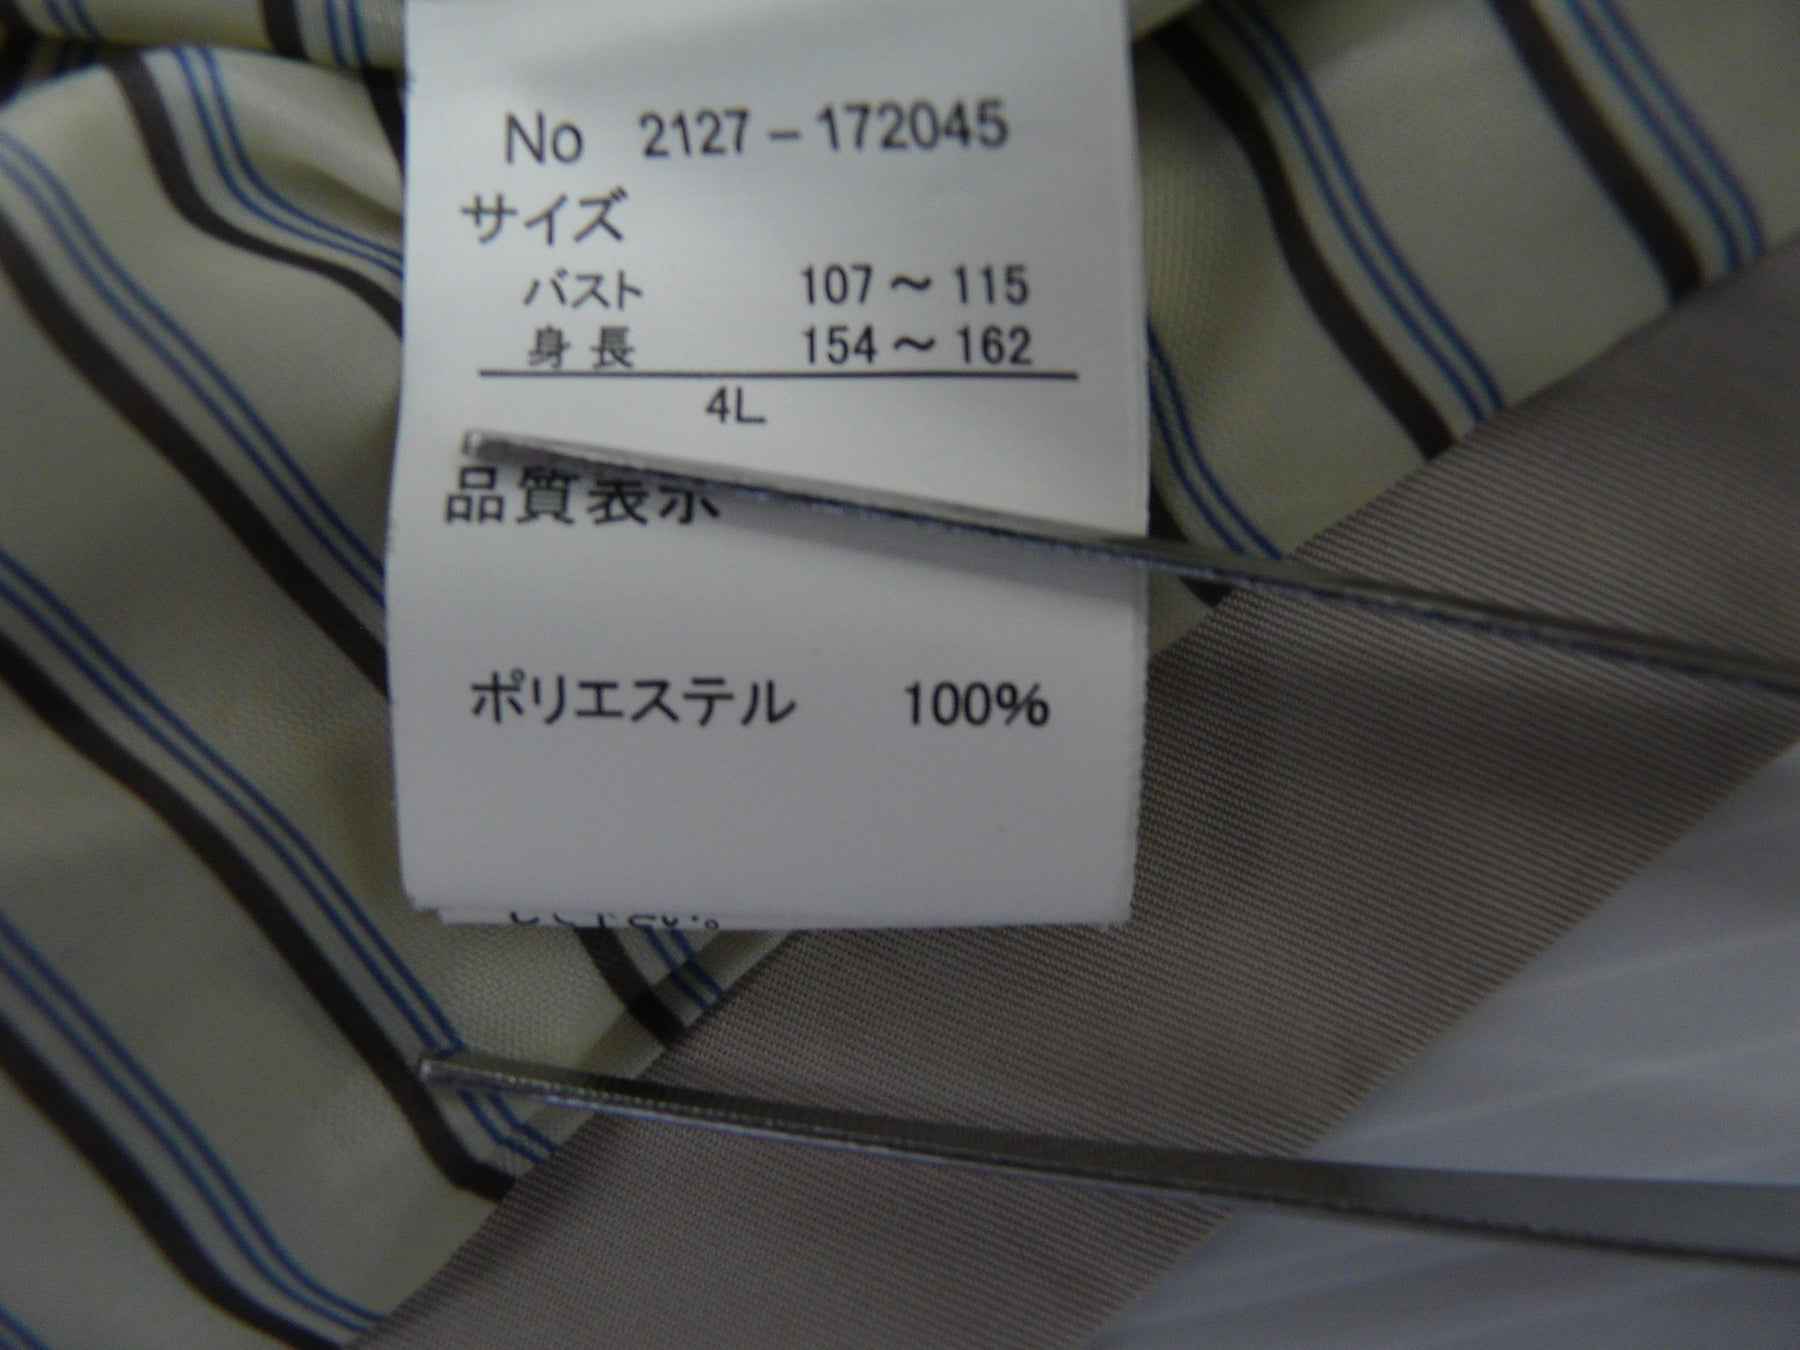 No 2127-172045
サイズ
バスト 107～115
身長 154～162
4L
品質表示
ポリエステル 100%